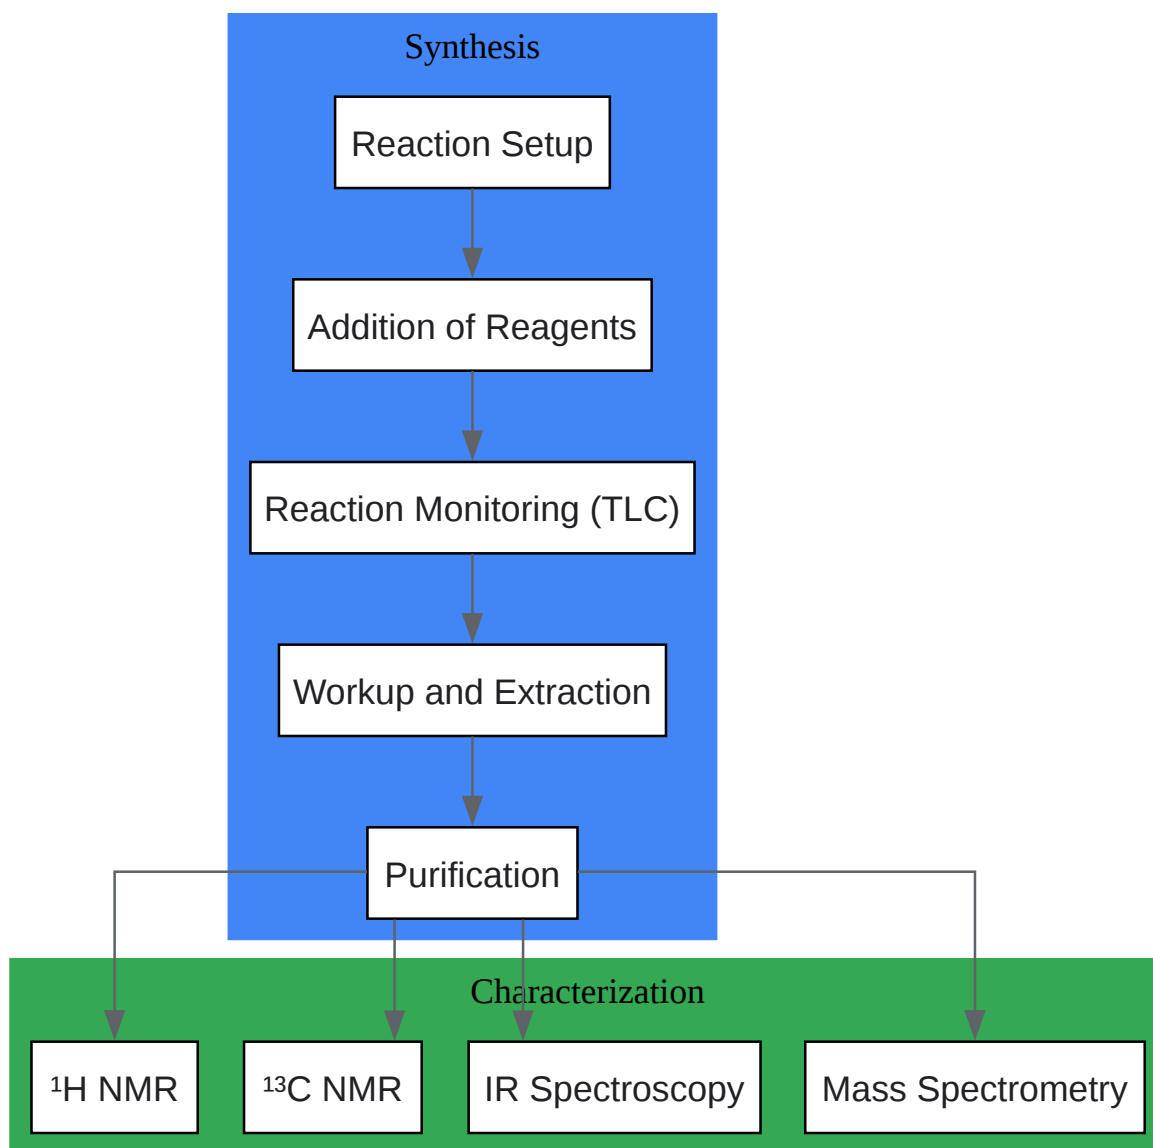 Synthesis
Reaction Setup
Addition of Reagents
Reaction Monitoring (TLC)
Workup and Extraction
Purification
Characterization
¹H NMR
¹³C NMR
IR Spectroscopy
Mass Spectrometry